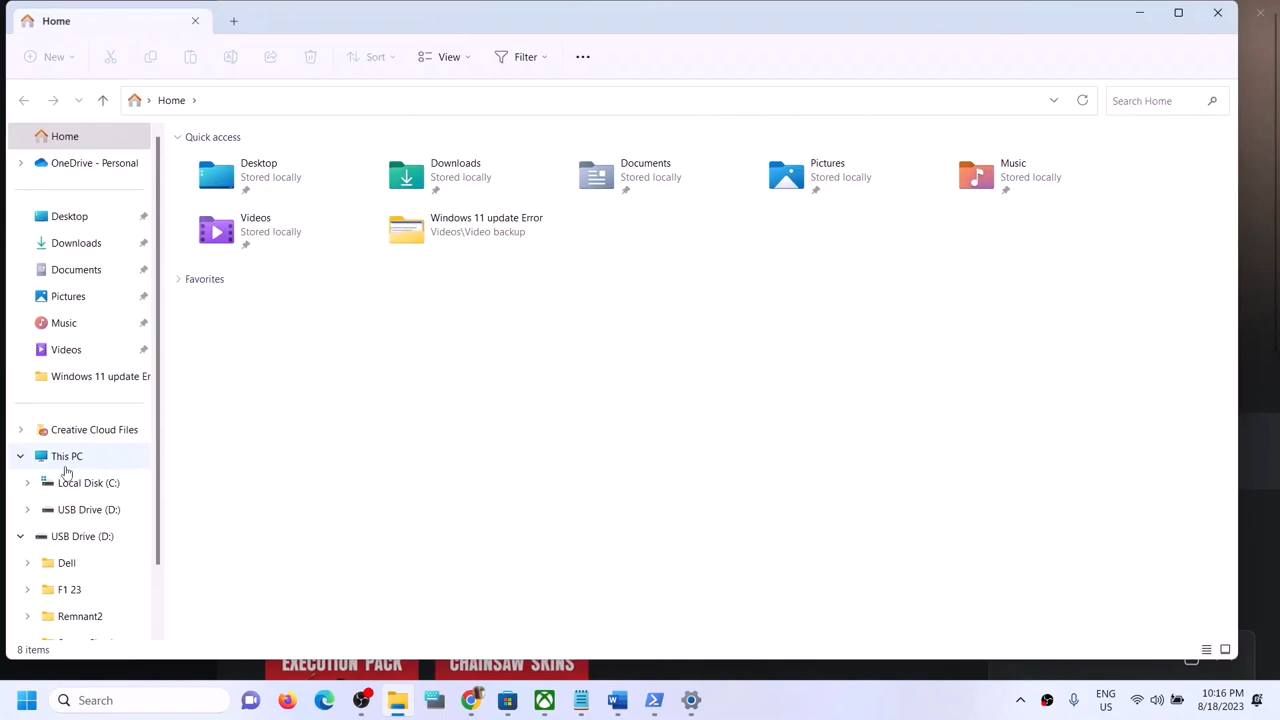 Home
New
Sort
View
Filter
Home
Search Home
Home
OneDrive - Personal
Desktop
Downloads
Documents
Pictures
Music
Videos
Windows 11 update Er
Creative Cloud Files
This PC
Local Disk (C:)
USB Drive (D:)
USB Drive (D:)
Dell
F1 23
Remnant2
Quick access
Desktop
Stored locally
Downloads
Stored locally
Documents
Stored locally
Pictures
Stored locally
Music
Stored locally
Videos
Stored locally
Windows 11 update Error
Videos\Video backup
Favorites
8 items
EXECUTION PACK
CHAINSAW SKINS
Search
ENG
US
10:16 PM
8/18/2023